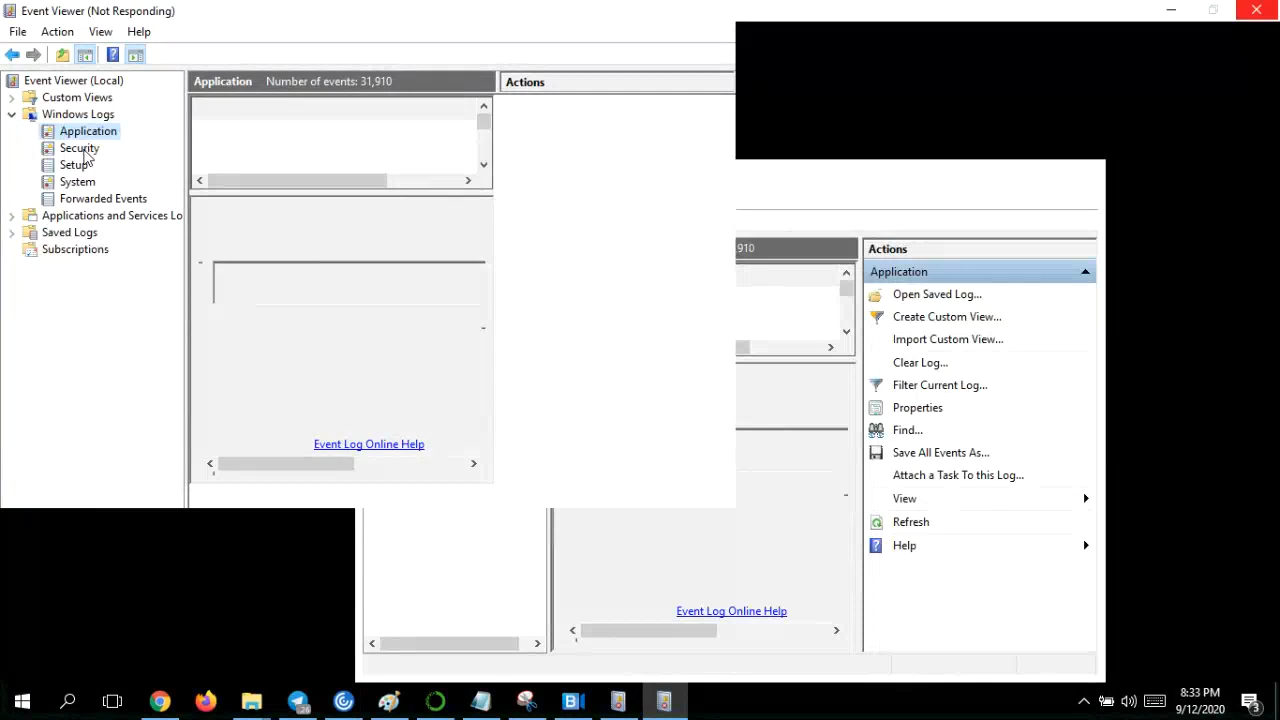 Event Viewer (Not Responding)
File Action View Help
Event Viewer (Local)
Custom Views
Windows Logs
Application
Security
Setup
System
Forwarded Events
Applications and Services Lo
Saved Logs
Subscriptions
Application Number of events: 31,910
Actions
Event Log Online Help
,910
Actions
Application
Open Saved Log...
Create Custom View...
Import Custom View...
Clear Log...
Filter Current Log...
Properties
Find...
Save All Events As...
Attach a Task To this Log...
View
Refresh
Help
Event Log Online Help
8:33 PM
9/12/2020